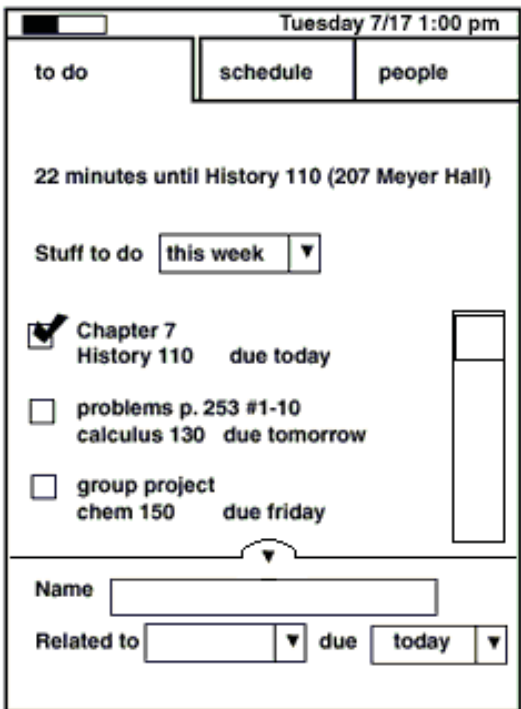 Tuesday 7/17 1:00 pm
to do schedule people
22 minutes until History 110 (207 Meyer Hall)
Stuff to do this week
Chapter 7
History 110 due today
problems p. 253 #1-10
calculus 130 due tomorrow
group project
chem 150 due friday
Name
Related to due today